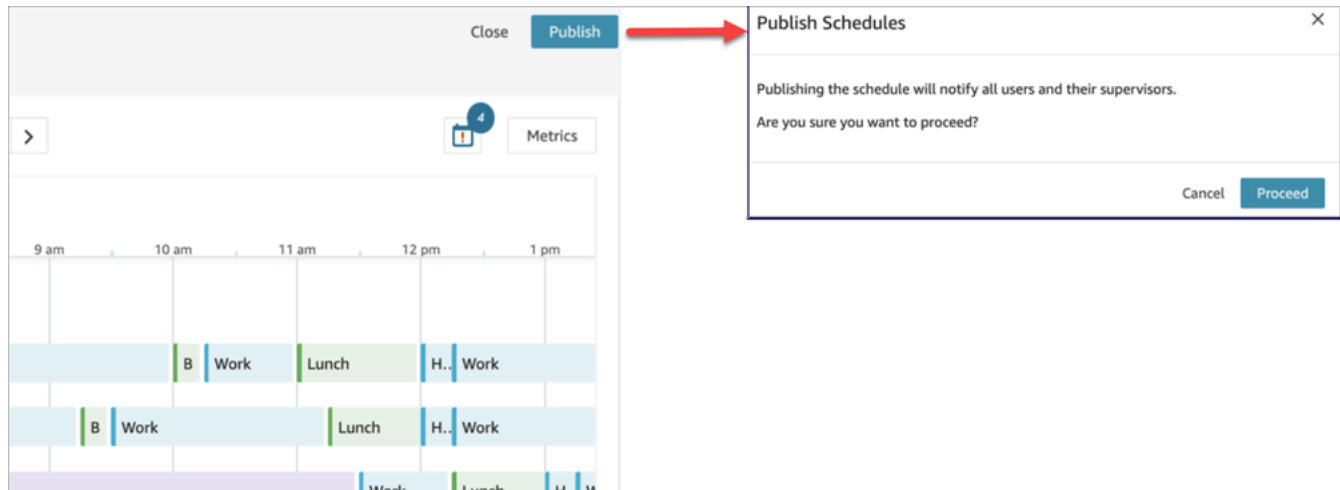 Close Publish
Publish Schedules
Publishing the schedule will notify all users and their supervisors.
Are you sure you want to proceed?
Cancel Proceed
4
Metrics
9 am 10 am 11 am 12 pm 1 pm
B Work Lunch H.. Work
B Work Lunch H.. Work
Work Lunch H W